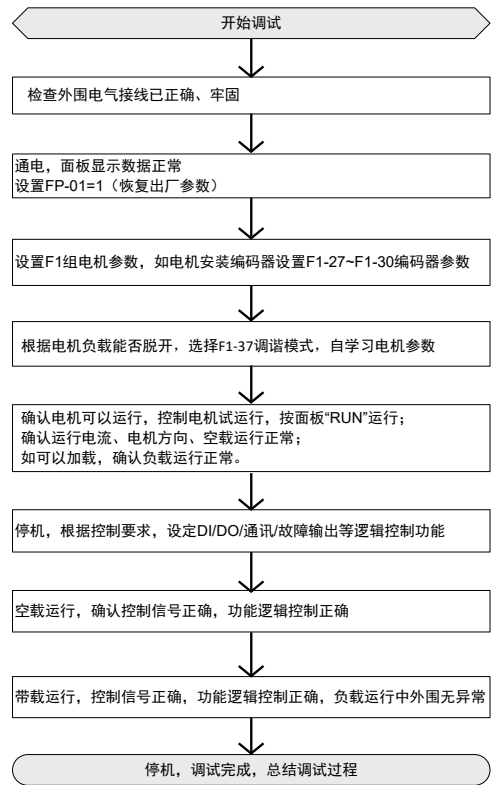 开始调试
检查外围电气接线已正确、牢固
通电，面板显示数据正常
设置FP-01=1（恢复出厂参数）
设置F1组电机参数，如电机安装编码器设置F1-27~F1-30编码器参数
根据电机负载能否脱开，选择F1-37调谐模式，自学习电机参数
确认电机可以运行，控制电机试运行，按面板“RUN”运行；
确认运行电流、电机方向、空载运行正常；
如可以加载，确认负载运行正常。
停机，根据控制要求，设定DI/DO/通讯/故障输出等逻辑控制功能
空载运行，确认控制信号正确，功能逻辑控制正确
带载运行，控制信号正确，功能逻辑控制正确，负载运行中外围无异常
停机，调试完成，总结调试过程